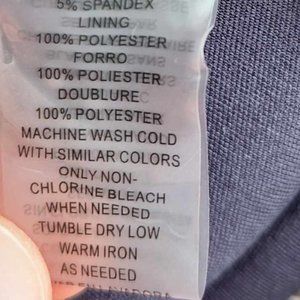 5% SPANDEX
LINING
100% POLYESTER
FORRO
100% POLIESTER
DOUBLURE
100% POLYESTER
MACHINE WASH COLD
WITH SIMILAR COLORS
ONLY NON-
CHLORINE BLEACH
WHEN NEEDED
TUMBLE DRY LOW
WARM IRON
AS NEEDED